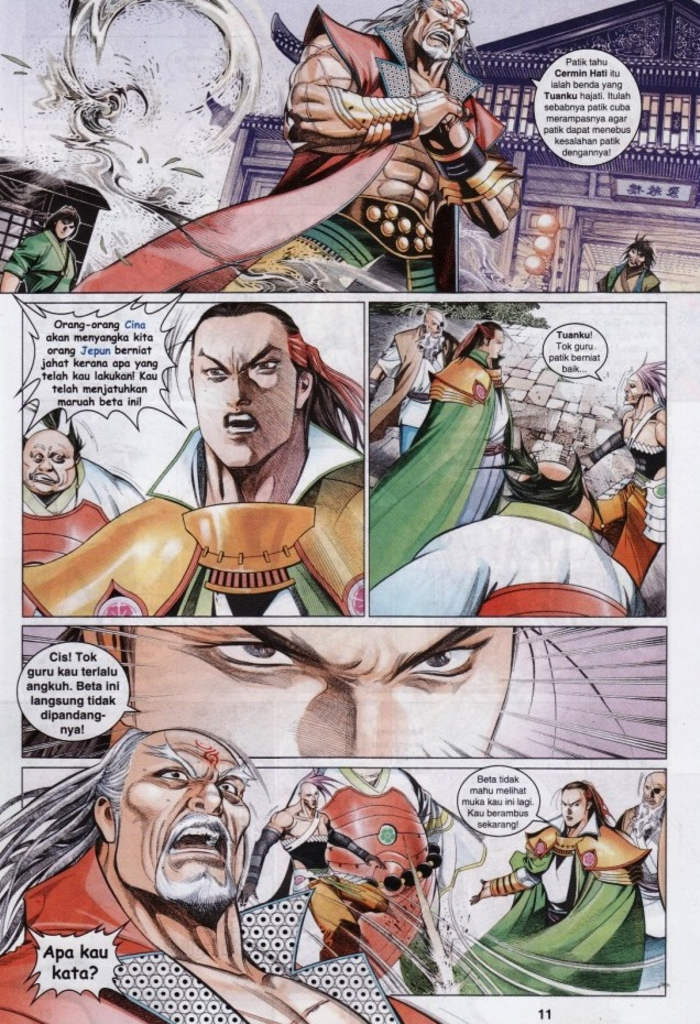 Patik tahu
Cermin Hati itu
ialah benda yang
Tuanku hajati. Itulah
sebabnya patik cuba
merampasnya agar
patik dapat menebus
kesalahan patik
dengannya!
Orang-orang Cina
akan menyangka kita
orang Jepun berniat
jahat kerana apa yang
telah kau lakukan! Kau
telah menjatuhkan
maruah beta ini!
Tuanku!
Tok guru
patik berniat
baik...
Cis! Tok
guru kau terlalu
angkuh. Beta ini
langsung tidak
dipandang-
nya!
Beta tidak
mahu melihat
muka kau ini lagi.
Kau berambus
sekarang!
Apa kau
kata?
11